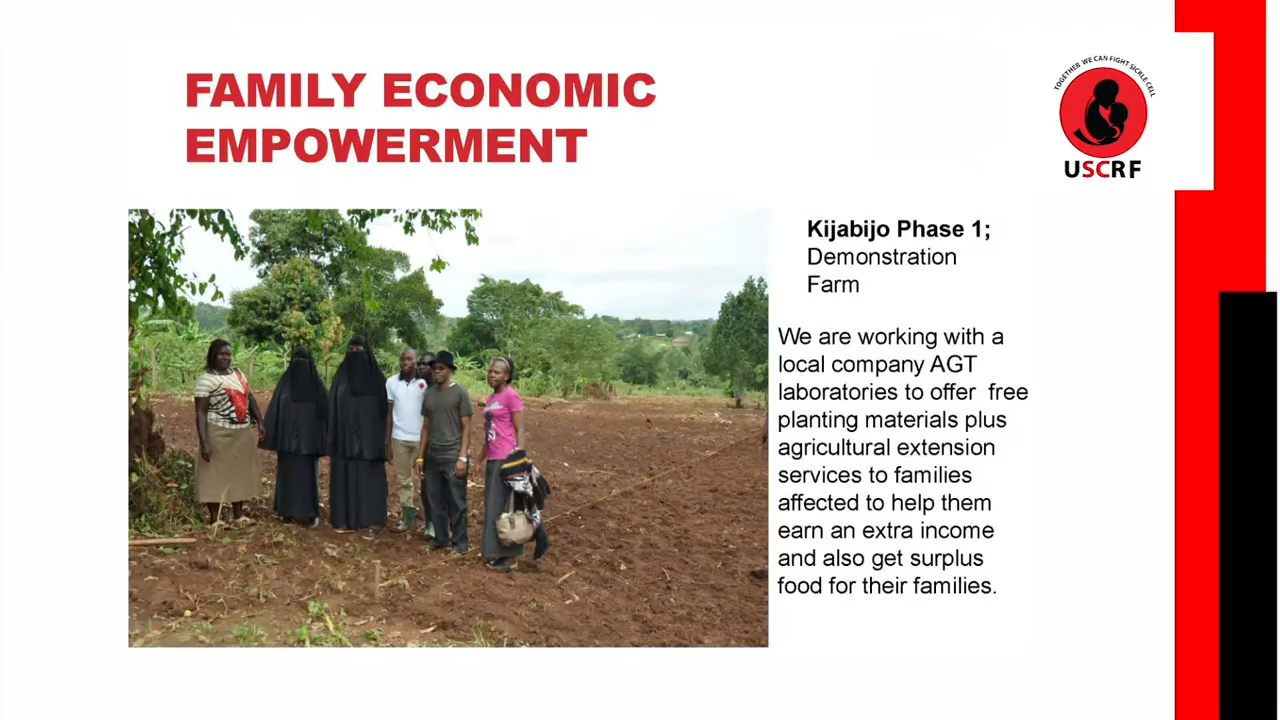 FAMILY ECONOMIC
EMPOWERMENT
TOGETHER WE CAN FIGHT SICKLE CELL
USCRF
Kijabijo Phase 1;
Demonstration
Farm
We are working with a
local company AGT
laboratories to offer  free
planting materials plus
agricultural extension
services to families
affected to help them
earn an extra income
and also get surplus
food for their families.